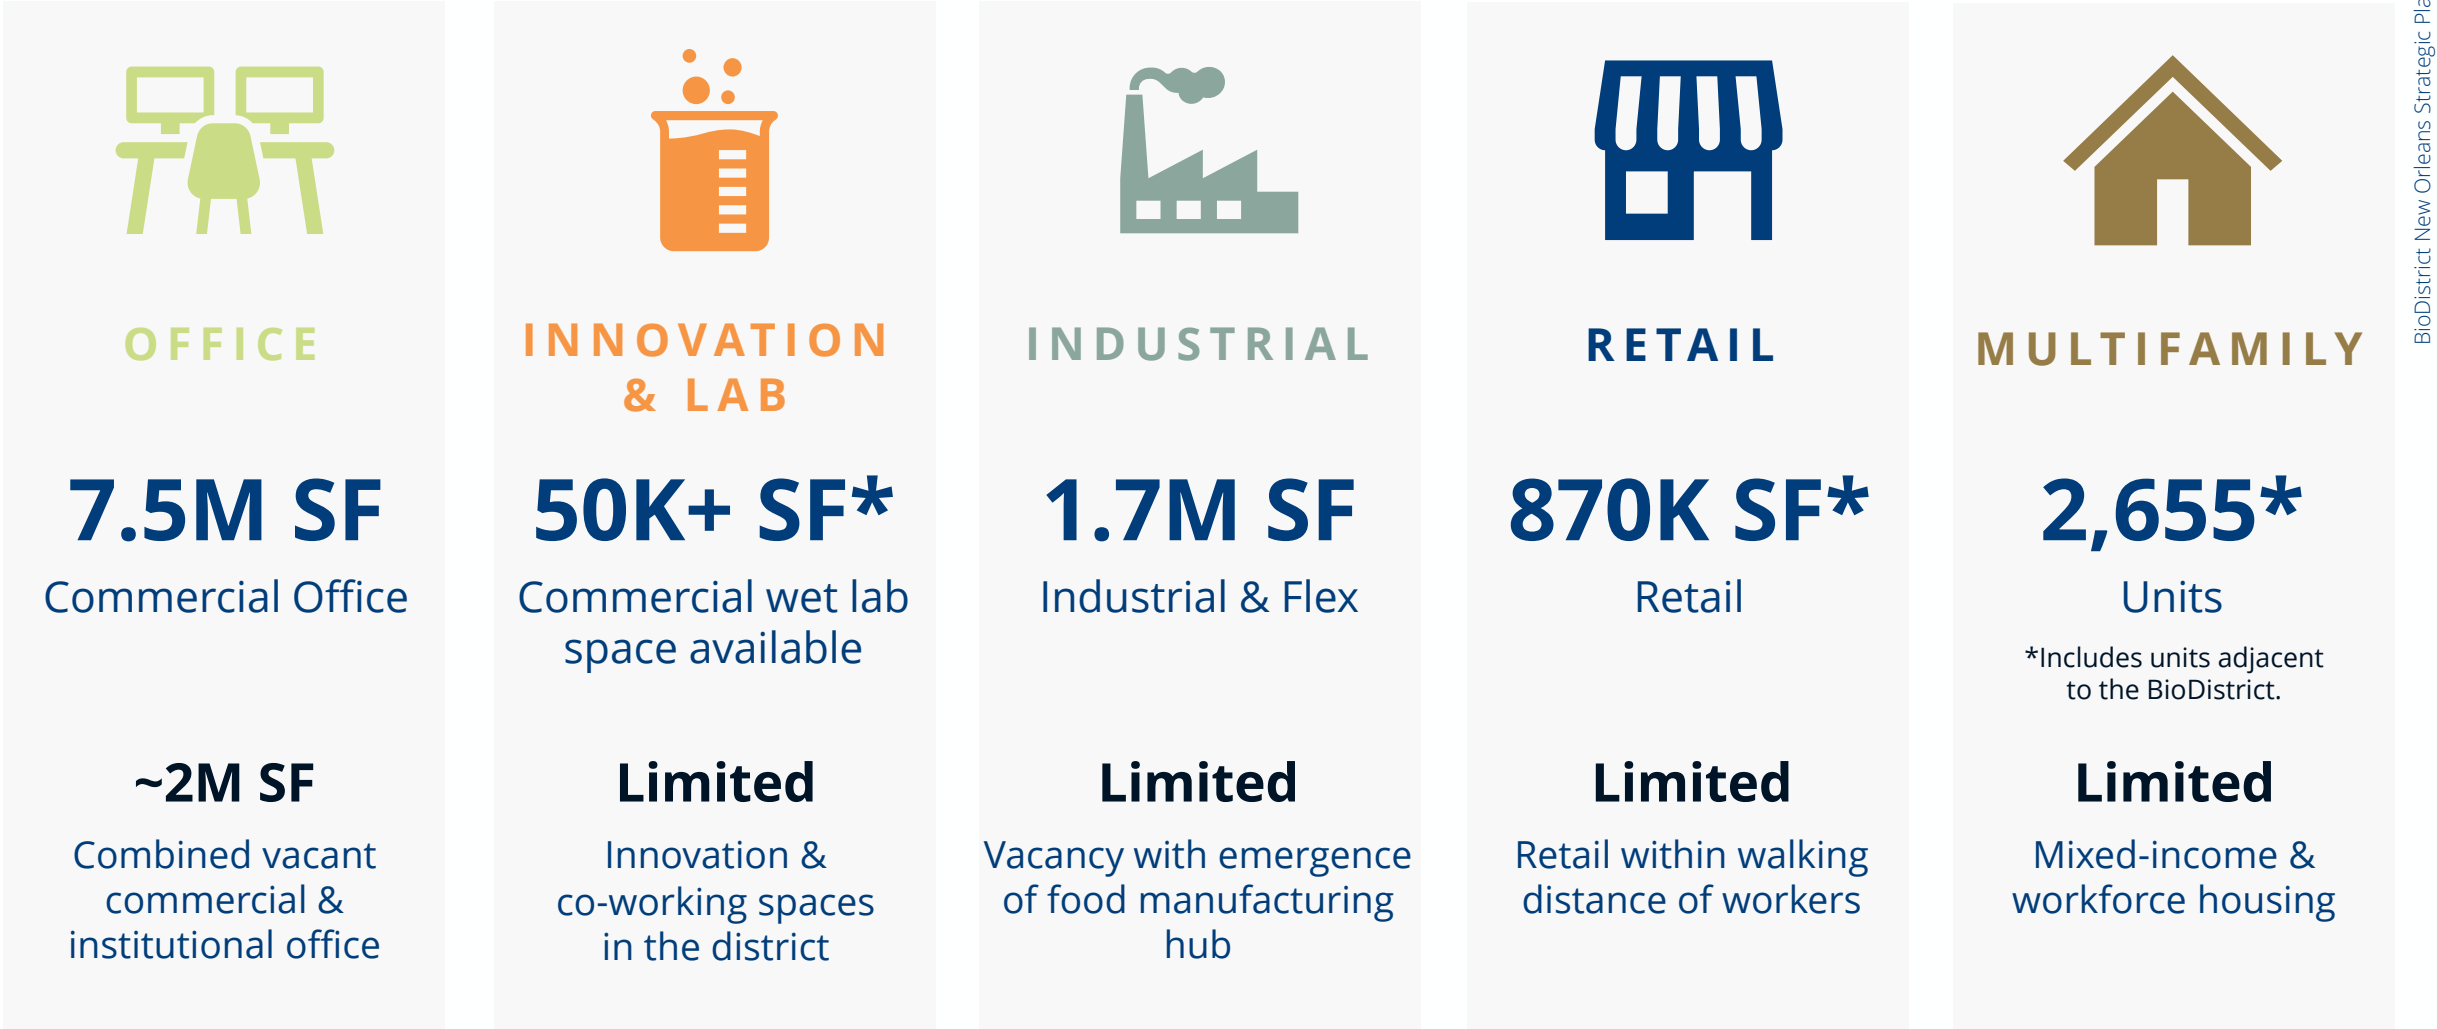 OFFICE
7.5M SF
Commercial Office
~2M SF
Combined vacant
commercial &
institutional office
INNOVATION
& LAB
50K+ SF*
Commercial wet lab
space available
Limited
Innovation &
co-working spaces
in the district
INDUSTRIAL
1.7M SF
Industrial & Flex
Limited
Vacancy with emergence
of food manufacturing
hub
RETAIL
870K SF*
Retail
Limited
Retail within walking
distance of workers
MULTIFAMILY
2,655*
Units
*Includes units adjacent
to the BioDistrict.
Limited
Mixed-income &
workforce housing
BioDistrict New Orleans Strategic